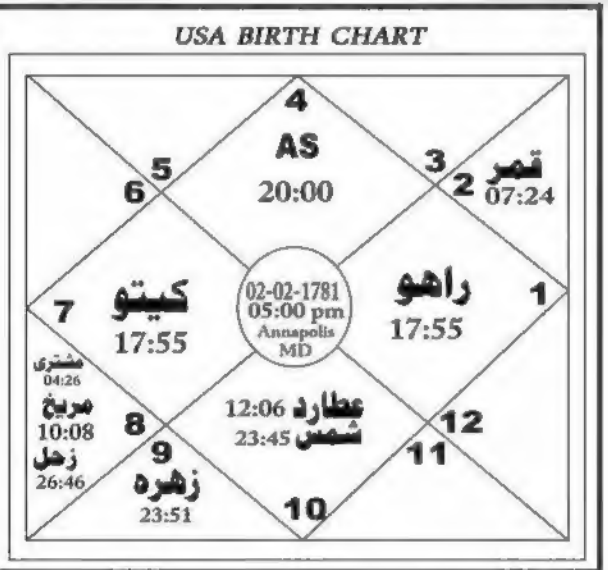 USA BIRTH CHART
4
AS
20:00
3
2
قمر
07:24
5
6
راهو
17:55
1
02-02-1781
05:00 pm
Annapolis
MD
کیتو
17:55
7
مشتری
04:26
مریخ
10:08
زحل
26:46
8
9
زهره
23:51
عطارد 12:06
شمس 23:45
10
12
11